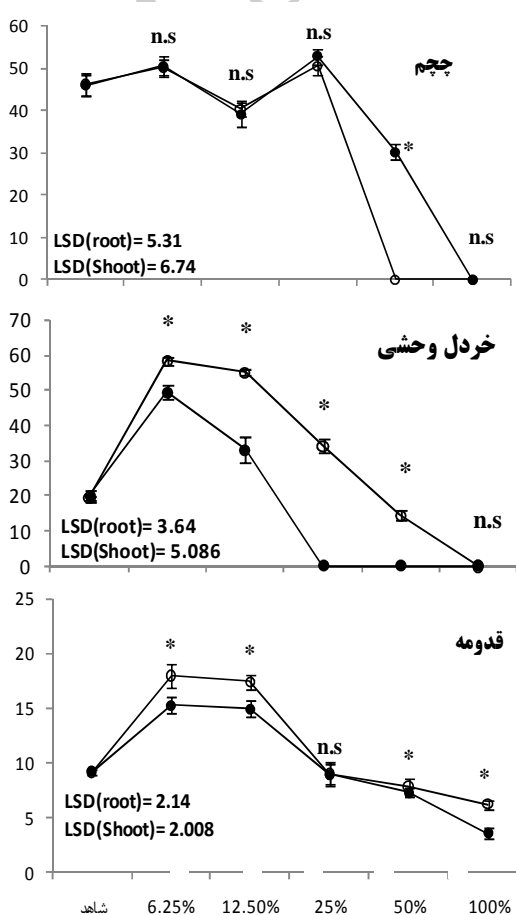 60
n.s
n.s
n.s
چچم
50
40
*
30
20
n.s
10
LSD(root)= 5.31
LSD(Shoot)= 6.74
0
70
*
*
خردل وحشی
60
50
*
40
30
*
20
n.s
10
LSD(root)= 3.64
LSD(Shoot)= 5.086
0
25
قدومه
20
*
*
15
n.s
*
*
10
LSD(root)= 2.14
5
LSD(Shoot)= 2.008
0
شاهد 6.25% 12.50% 25% 50% 100%